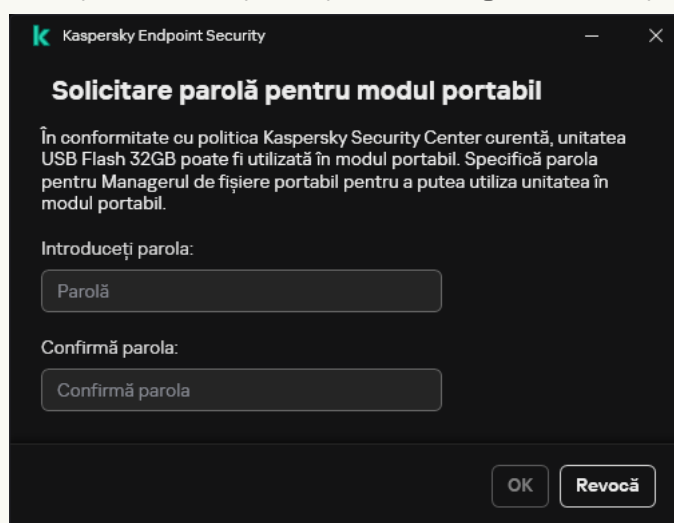 Kaspersky Endpoint Security
Solicitare parolă pentru modul portabil
În conformitate cu politica Kaspersky Security Center curentă, unitatea
USB Flash 32GB poate fi utilizată în modul portabil. Specifică parola
pentru Managerul de fișiere portabil pentru a putea utiliza unitatea în
modul portabil.
Introduceți parola:
Parolă
Confirmă parola:
Confirmă parola
OK
Revocă